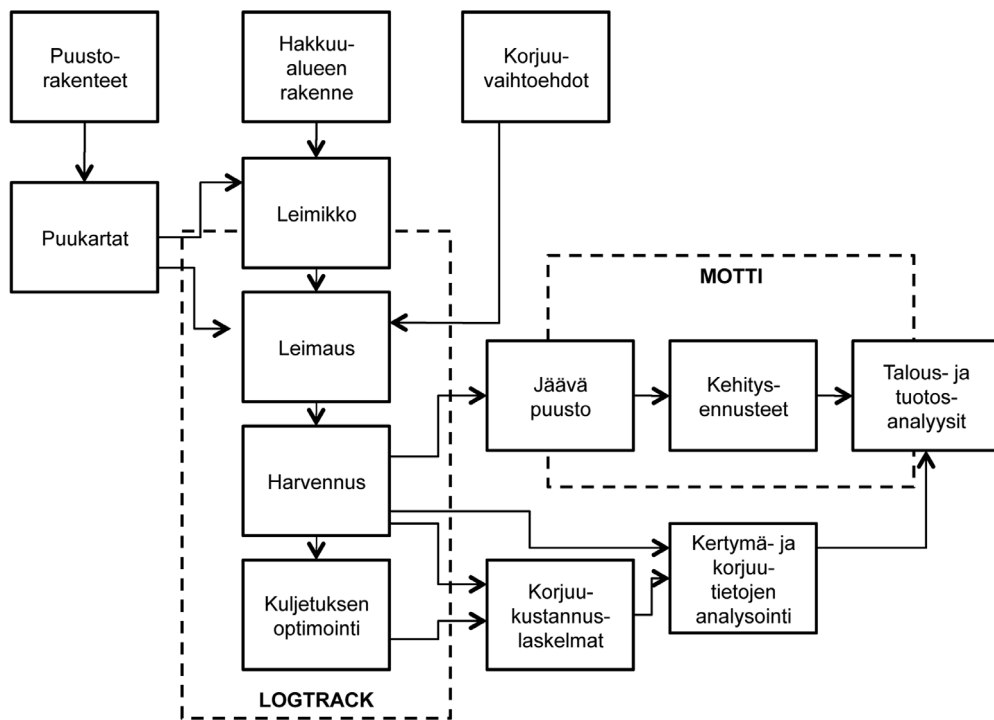 Puusto-
rakenteet
Hakkuu-
alueen
rakenne
Korjuu-
vaihtoehdot
Puukartat
Leimikko
Leimaus
MOTTI
Jäävä
puusto
Kehitys-
ennusteet
Talous- ja
tuotos-
analyysit
Harvennus
Kertymä- ja
korjuu-
tietojen
analysointi
Kuljetuksen
optimointi
Korjuu-
kustannus-
laskelmat
LOGTRACK